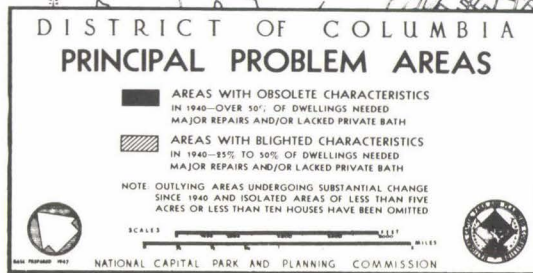 DISTRICT OF COLUMBIA
PRINCIPAL PROBLEM AREAS
AREAS WITH OBSOLETE CHARACTERISTICS
IN 1940—OVER 50% OF DWELLINGS NEEDED
MAJOR REPAIRS AND/OR LACKED PRIVATE BATH
AREAS WITH BLIGHTED CHARACTERISTICS
IN 1940—25% TO 50% OF DWELLINGS NEEDED
MAJOR REPAIRS AND/OR LACKED PRIVATE BATH
NOTE: OUTLYING AREAS UNDERGOING SUBSTANTIAL CHANGE
SINCE 1940 AND ISOLATED AREAS OF LESS THAN FIVE
ACRES OR LESS THAN TEN HOUSES HAVE BEEN OMITTED
SCALES
FEET
MILES
NATIONAL CAPITAL PARK AND PLANNING COMMISSION